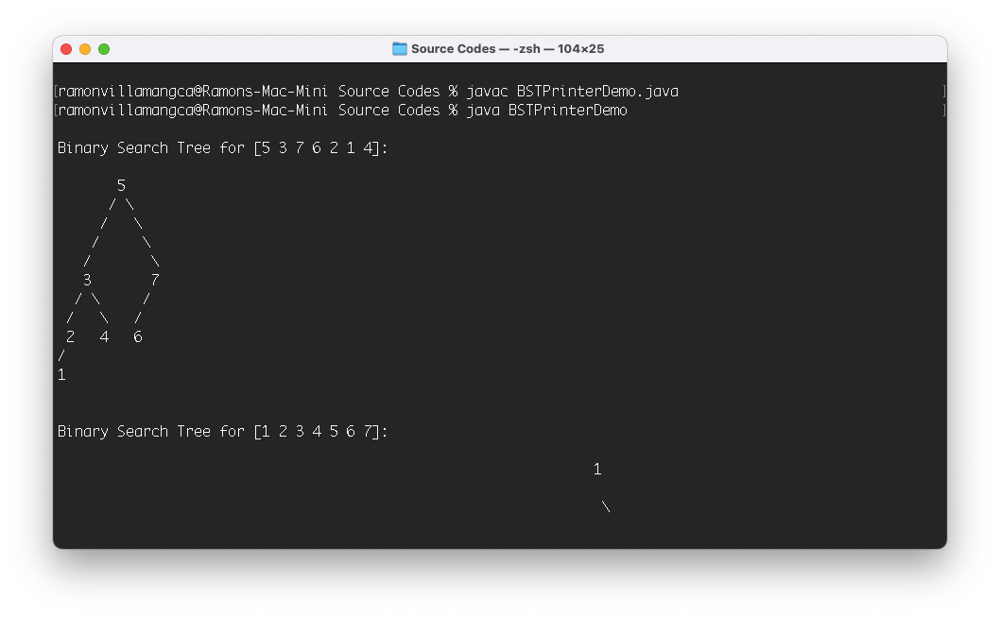 Source Codes — -zsh — 104×25
[ramonvillamangca@Ramons-Mac-Mini Source Codes % javac BSTPrinterDemo.java ]
[ramonvillamangca@Ramons-Mac-Mini Source Codes % java BSTPrinterDemo ]
Binary Search Tree for [5 3 7 6 2 1 4]:
       5
      / \
     /   \
    /     \
   /       \
   3       7
  / \     /
 /   \   /
 2   4   6
/
1
Binary Search Tree for [1 2 3 4 5 6 7]:
                                                               1
                                                                \